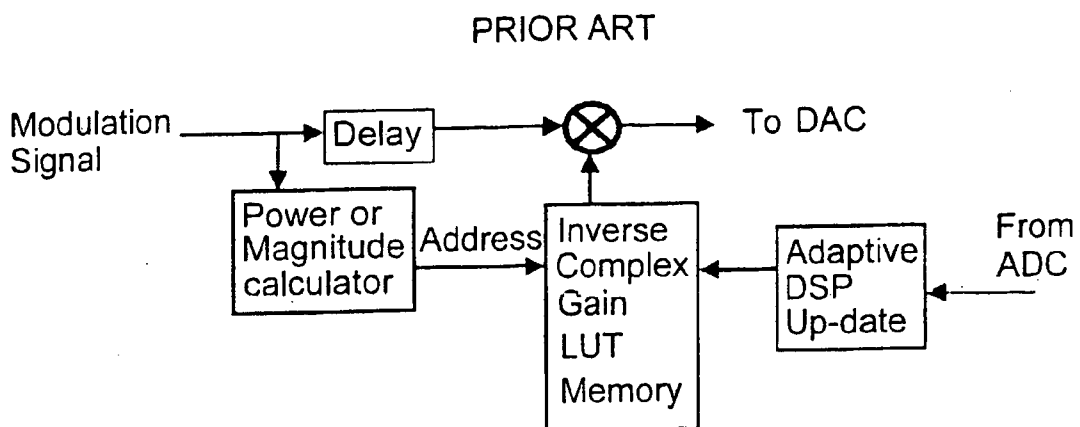 PRIOR ART
Modulation
Signal
Delay
To DAC
Power or
Magnitude
calculator
Address
Inverse
Complex
Gain
LUT
Memory
Adaptive
DSP
Up-date
From
ADC